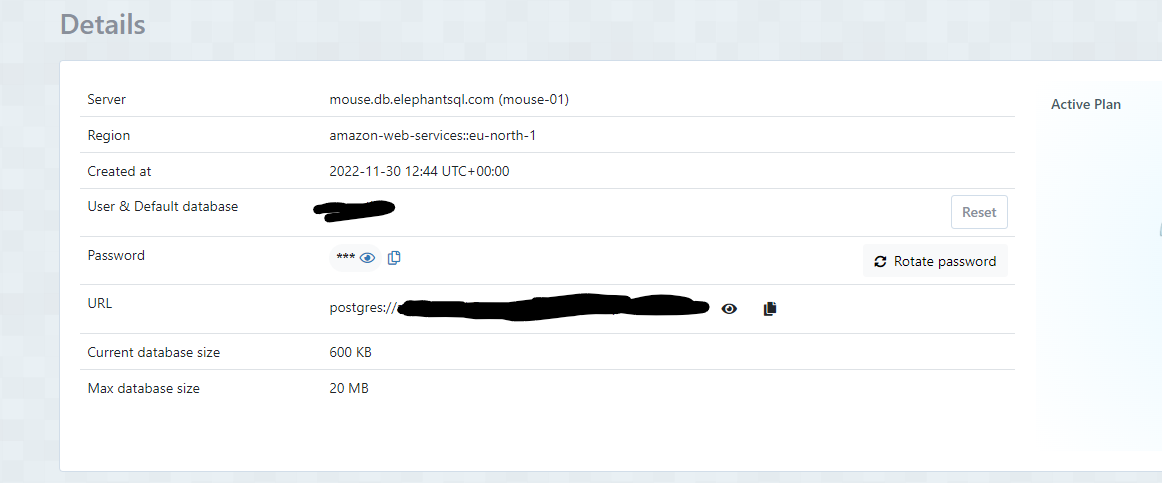 Details
Server mouse.db.elephantsql.com (mouse-01)
Active Plan
Region amazon-web-services::eu-north-1
Created at 2022-11-30 12:44 UTC+00:00
User & Default database Reset
Password *** Rotate password
URL postgres://
Current database size 600 KB
Max database size 20 MB